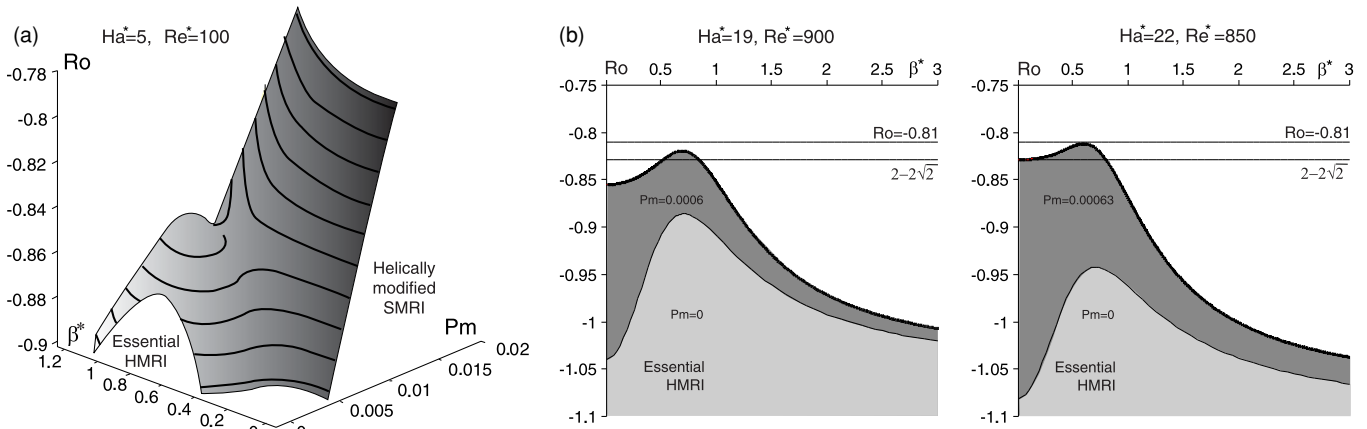 (a)
Ha*=5, Re*=100
Ro
-0.78
-0.8
-0.82
-0.84
-0.86
-0.88
-0.9
β*
1.2
1
0.8
0.6
0.4
0.2
Essential
HMRI
Helically
modified
SMRI
Pm
0.02
0.015
0.01
0.005
(b)
Ha*=19, Re*=900
Ro 0.5 1 1.5 2 2.5 β* 3
-0.75
-0.8
-0.85
-0.9
-0.95
-1
-1.05
-1.1
Ro=-0.81
2−2√2
Pm=0.0006
Pm=0
Essential
HMRI
Ha*=22, Re*=850
Ro 0.5 1 1.5 2 2.5 β* 3
-0.75
-0.8
-0.85
-0.9
-0.95
-1
-1.05
-1.1
Ro=-0.81
2−2√2
Pm=0.00063
Pm=0
Essential
HMRI